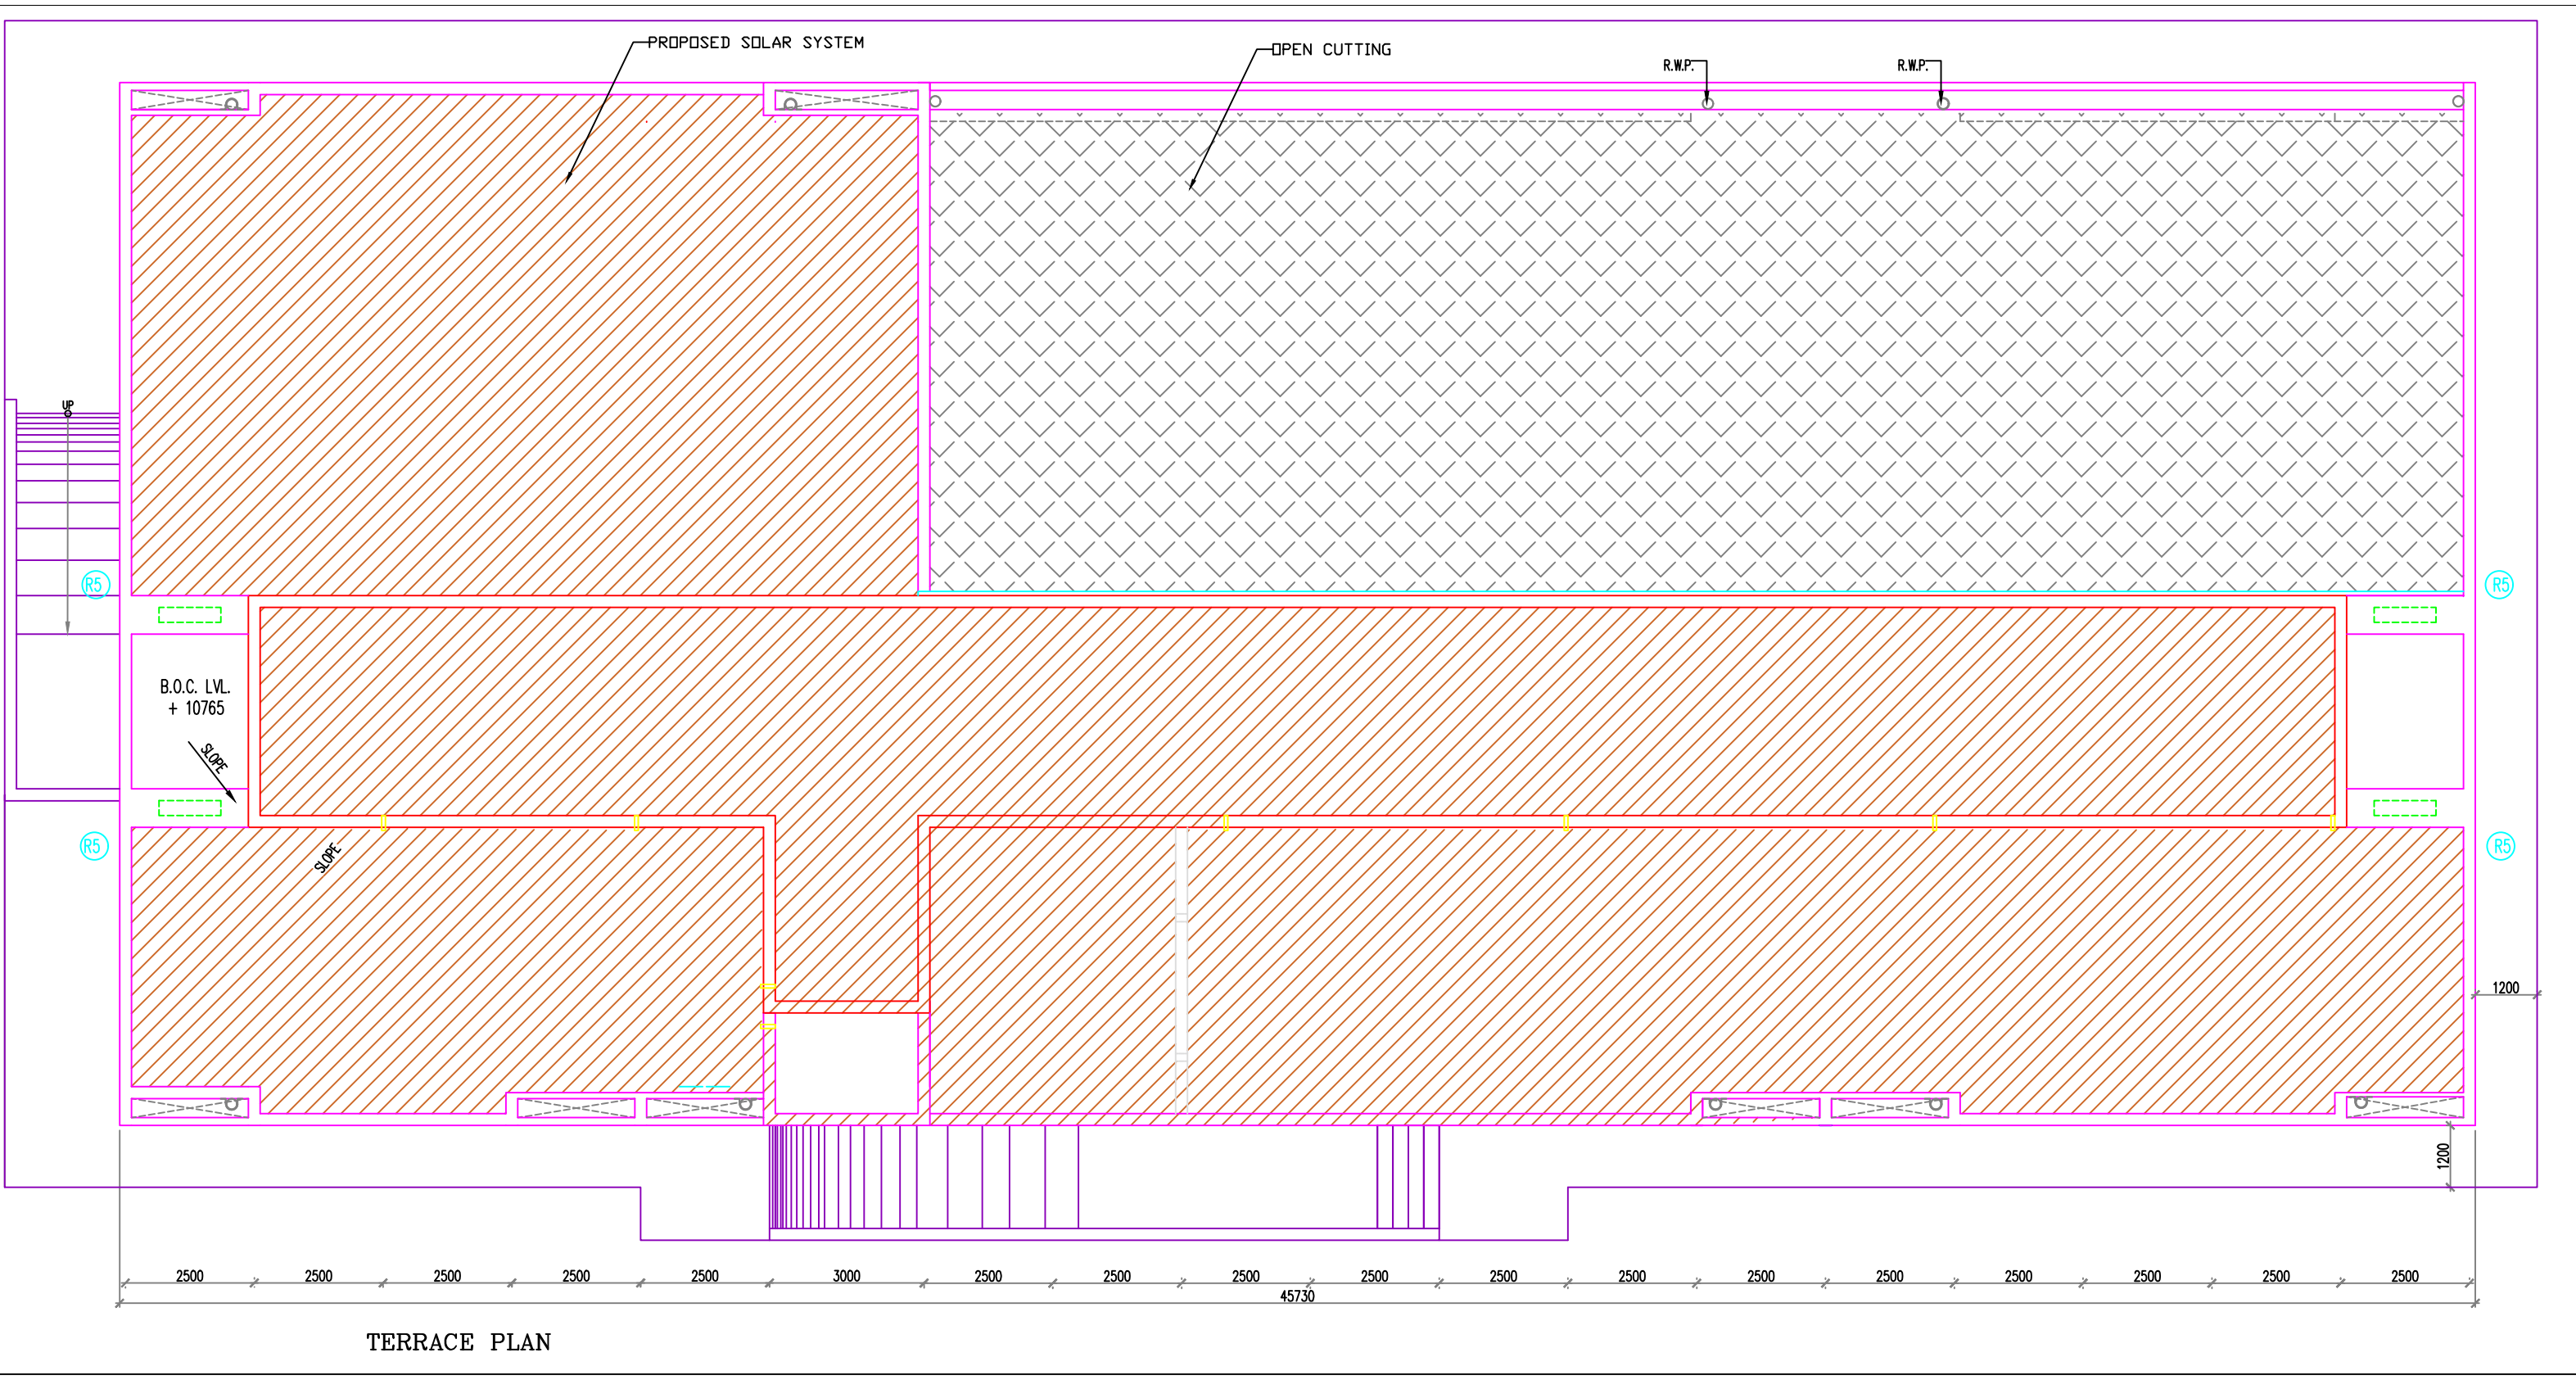 PROPOSED SOLAR SYSTEM
OPEN CUTTING
R.W.P.
R.W.P.
UP
R5
R5
B.O.C. LVL.
+ 10765
SLOPE
SLOPE
R5
R5
1200
1200
2500 2500 2500 2500 2500 3000 2500 2500 2500 2500 2500 2500 2500 2500 2500 2500 2500 2500
45730
TERRACE PLAN